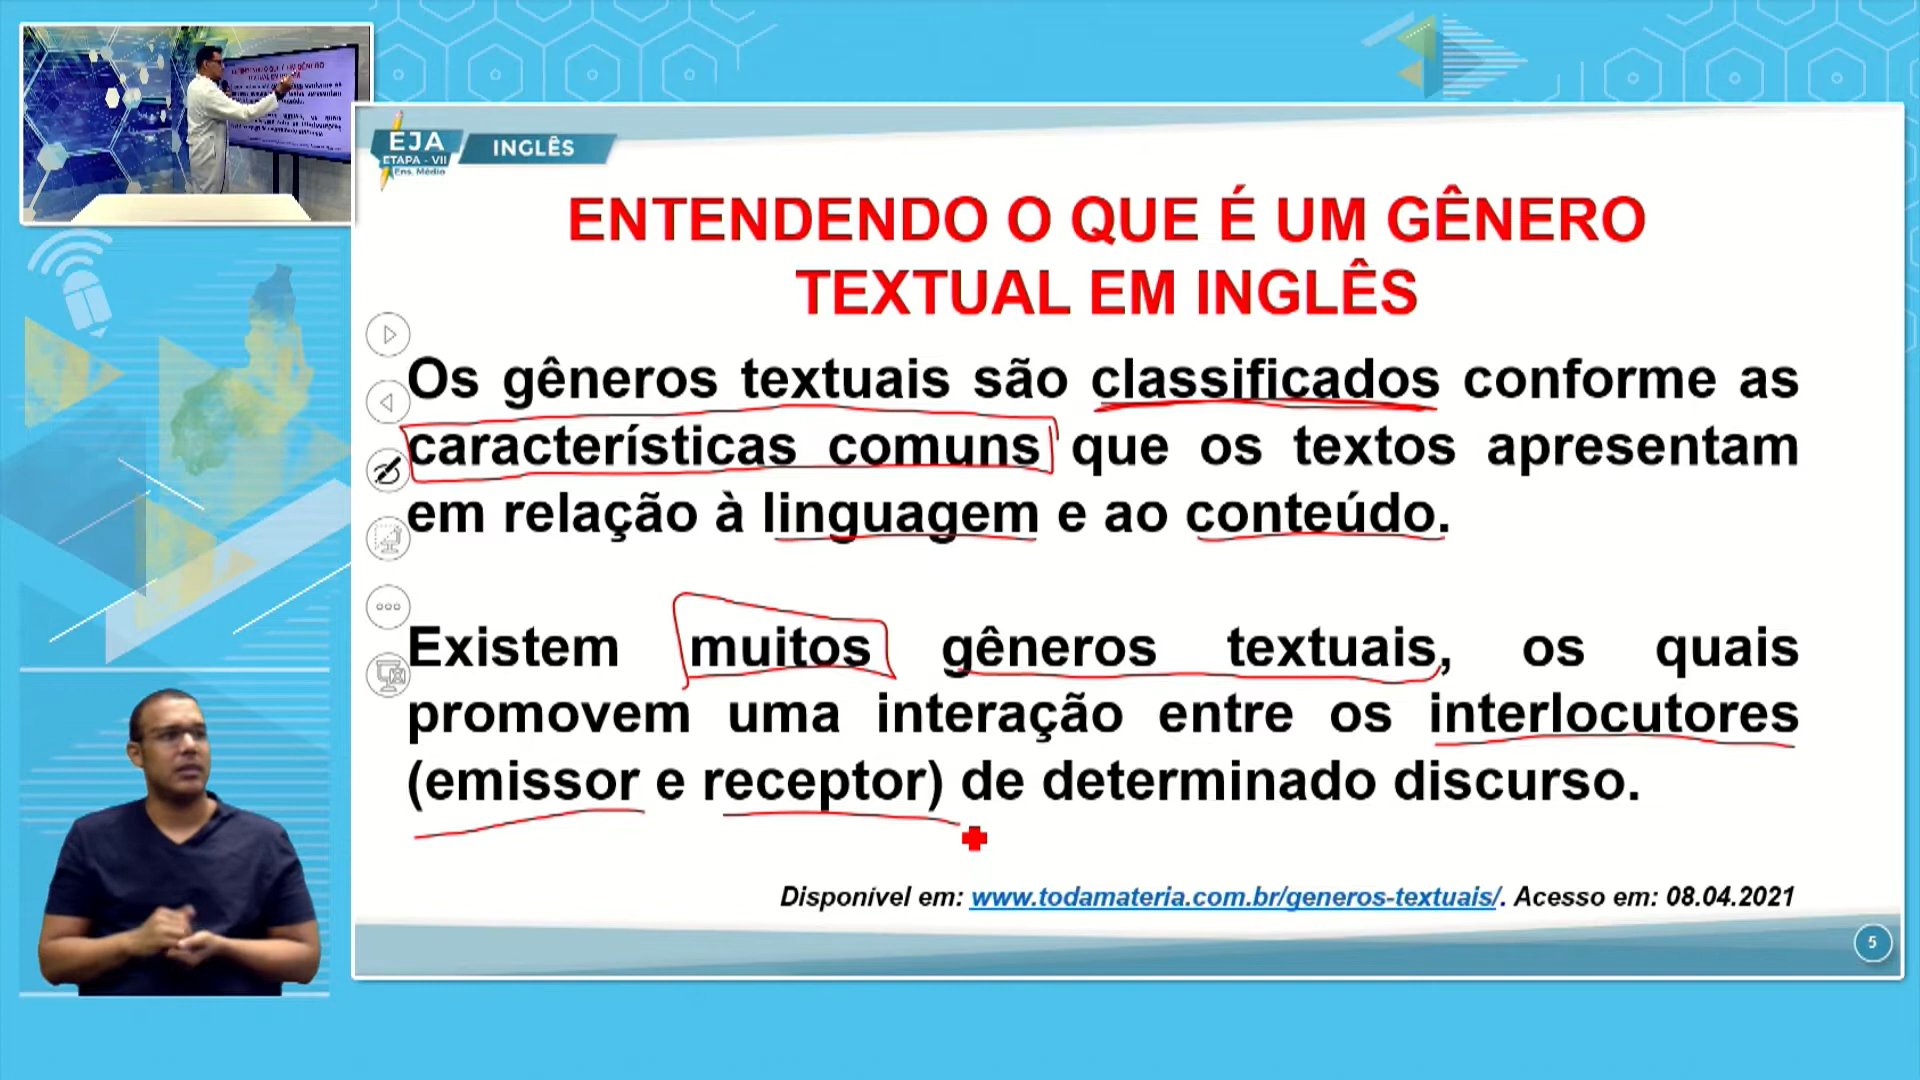 EJA
ETAPA - VII
Ens. Médio
INGLÊS
ENTENDENDO O QUE É UM GÊNERO
TEXTUAL EM INGLÊS
Os gêneros textuais são classificados conforme as
características comuns que os textos apresentam
em relação à linguagem e ao conteúdo.
Existem muitos gêneros textuais, os quais
promovem uma interação entre os interlocutores
(emissor e receptor) de determinado discurso.
Disponível em: www.todamateria.com.br/generos-textuais/. Acesso em: 08.04.2021
5